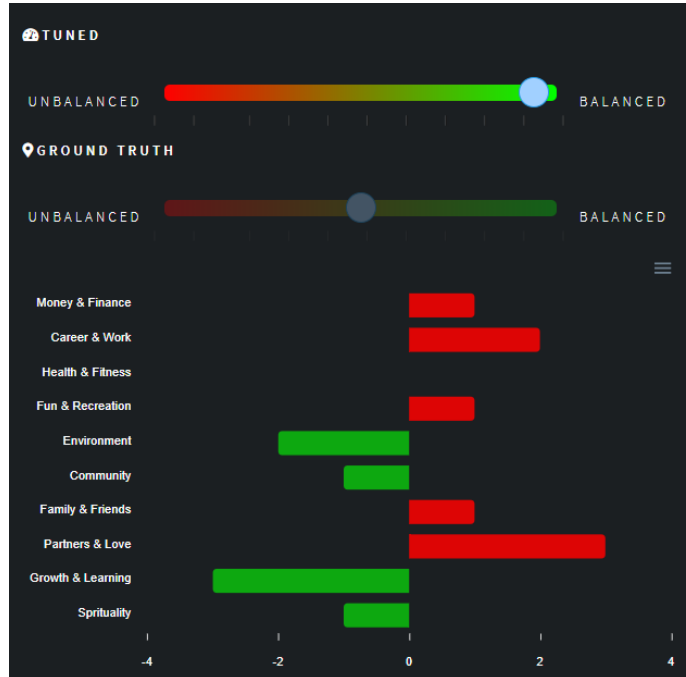 TUNED
UNBALANCED BALANCED
GROUND TRUTH
UNBALANCED BALANCED
Money & Finance
Career & Work
Health & Fitness
Fun & Recreation
Environment
Community
Family & Friends
Partners & Love
Growth & Learning
Sprituality
-4 -2 0 2 4